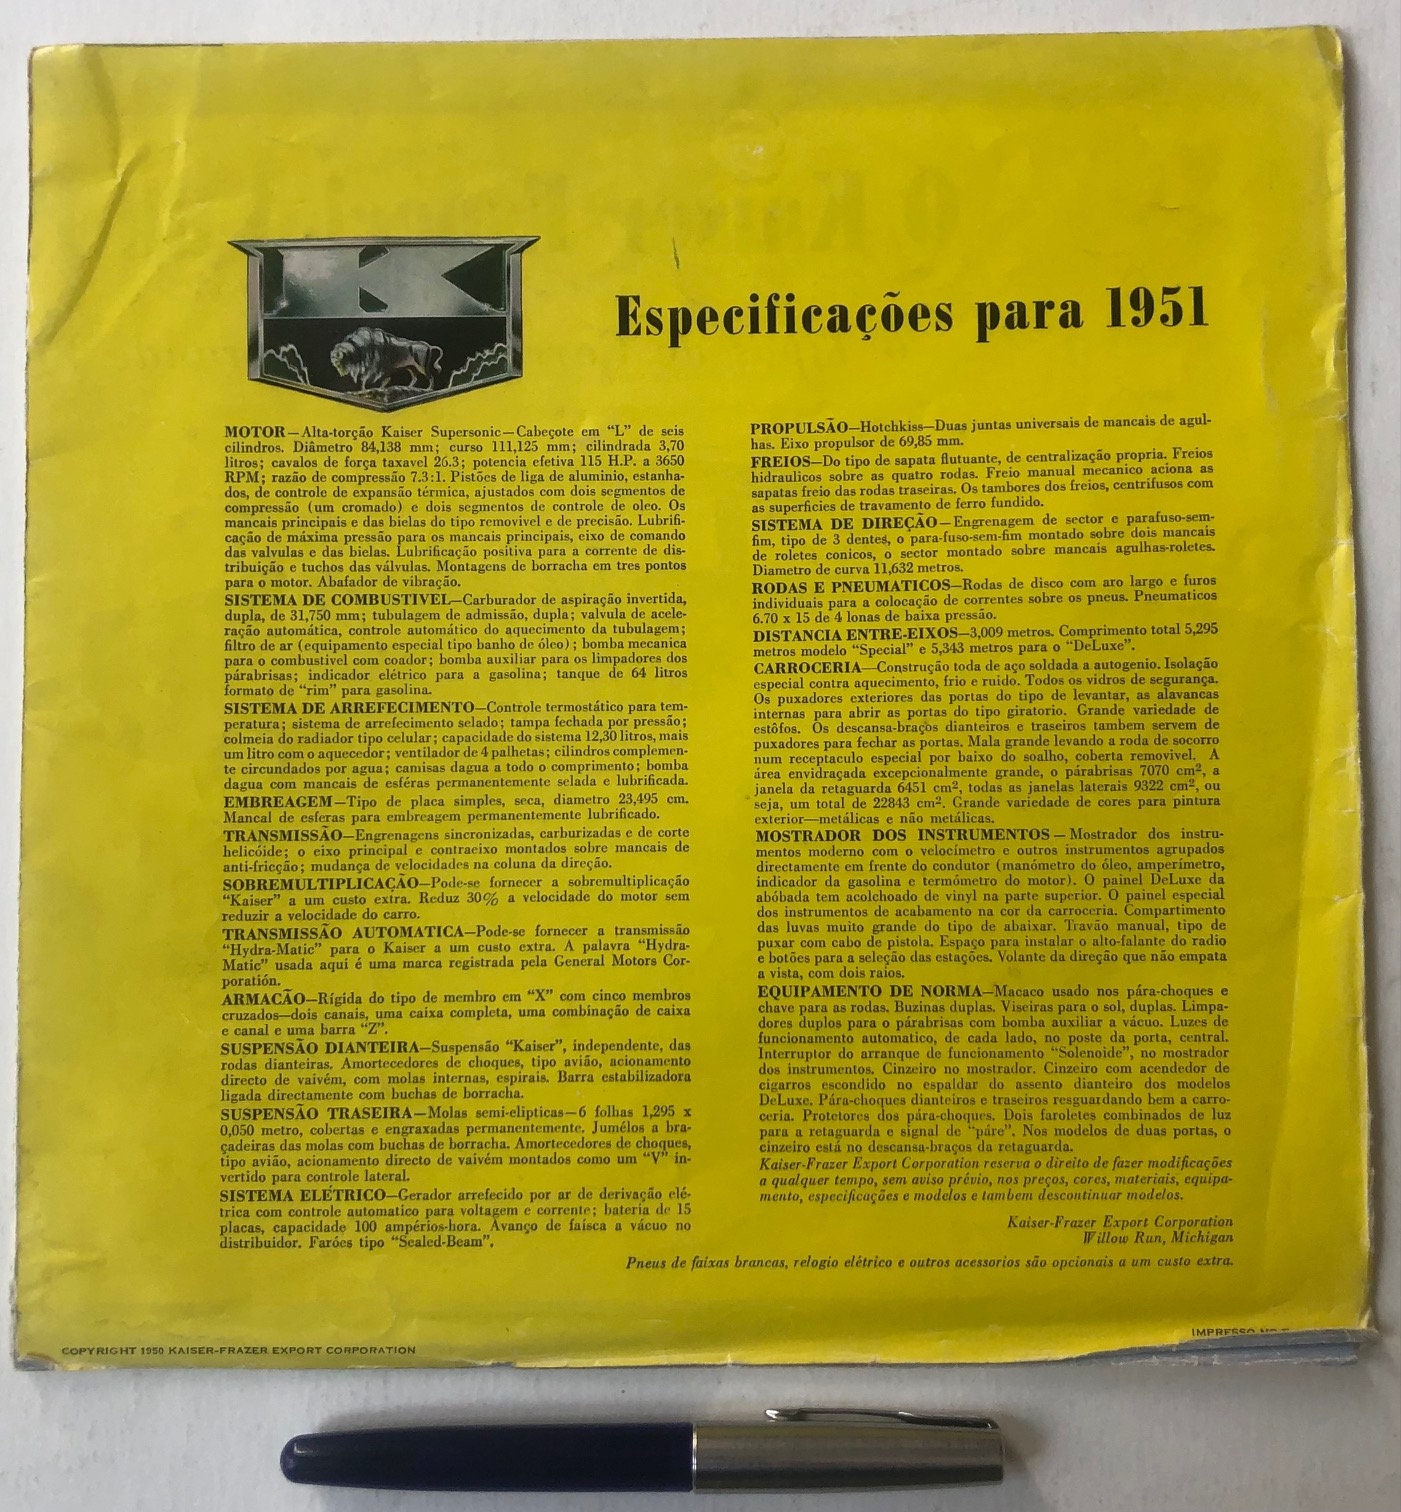 K
Especificações para 1951
MOTOR—Alta-torção Kaiser Supersonic—Cabeçote em “L” de seis
cilindros. Diâmetro 84,138 mm; curso 111,125 mm; cilindrada 3,70
litros; cavalos de força taxavel 26.3; potencia efetiva 115 H.P. a 3650
RPM; razão de compressão 7.3:1. Pistões de liga de aluminio, estanha-
dos, de controle de expansão térmica, ajustados com dois segmentos de
compressão (um cromado) e dois segmentos de controle de oleo. Os
mancais principais e das bielas do tipo removivel e de precisão. Lubrifi-
cação de máxima pressão para os mancais principais, eixo de comando
das valvulas e das bielas. Lubrificação positiva para a corrente de dis-
tribuição e tuchos das válvulas. Montagens de borracha em tres pontos
para o motor. Abafador de vibração.
SISTEMA DE COMBUSTIVEL—Carburador de aspiração invertida,
dupla, de 31,750 mm; tubulagem de admissão, dupla; valvula de acele-
ração automática, controle automático do aquecimento da tubulagem;
filtro de ar (equipamento especial tipo banho de óleo); bomba mecanica
para o combustivel com coador; bomba auxiliar para os limpadores dos
párabrisas; indicador elétrico para a gasolina; tanque de 64 litros
formato de “rim” para gasolina.
SISTEMA DE ARREFECIMENTO—Controle termostático para tem-
peratura; sistema de arrefecimento selado; tampa fechada por pressão;
colmeia do radiador tipo celular; capacidade do sistema 12,30 litros, mais
um litro com o aquecedor; ventilador de 4 palhetas; cilindros complemen-
te circundados por agua; camisas dagua a todo o comprimento; bomba
dagua com mancais de esféras permanentemente selada e lubrificada.
EMBREAGEM—Tipo de placa simples, seca, diametro 23,495 cm.
Mancal de esferas para embreagem permanentemente lubrificado.
TRANSMISSÃO—Engrenagens sincronizadas, carburizadas e de corte
helicóide; o eixo principal e contraeixo montados sobre mancais de
anti-fricção; mudança de velocidades na coluna da direção.
SOBREMULTIPLICAÇÃO—Pode-se fornecer a sobremultiplicação
“Kaiser” a um custo extra. Reduz 30% a velocidade do motor sem
reduzir a velocidade do carro.
TRANSMISSÃO AUTOMATICA—Pode-se fornecer a transmissão
“Hydra-Matic” para o Kaiser a um custo extra. A palavra “Hydra-
Matic” usada aqui é uma marca registrada pela General Motors Cor-
poratión.
ARMACÃO—Rígida do tipo de membro em “X” com cinco membros
cruzados—dois canais, uma caixa completa, uma combinação de caixa
e canal e uma barra “Z”.
SUSPENSÃO DIANTEIRA—Suspensão “Kaiser”, independente, das
rodas dianteiras. Amortecedores de choques, tipo avião, acionamento
directo de vaivém, com molas internas, espirais. Barra estabilizadora
ligada directamente com buchas de borracha.
SUSPENSÃO TRASEIRA—Molas semi-elipticas—6 folhas 1,295 x
0,050 metro, cobertas e engraxadas permanentemente. Jumélos a bra-
çadeiras das molas com buchas de borracha. Amortecedores de choques,
tipo avião, acionamento directo de vaivém montados como um “V” in-
vertido para controle lateral.
SISTEMA ELÉTRICO—Gerador arrefecido por ar de derivação elé-
trica com controle automatico para voltagem e corrente; bateria de 15
placas, capacidade 100 ampérios-hora. Avanço de faísca a vácuo no
distribuidor. Faróes tipo “Sealed-Beam”.
PROPULSÃO—Hotchkiss—Duas juntas universais de mancais de agul-
has. Eixo propulsor de 69,85 mm.
FREIOS—Do tipo de sapata flutuante, de centralização propria. Freios
hidraulicos sobre as quatro rodas. Freio manual mecanico aciona as
sapatas freio das rodas traseiras. Os tambores dos freios, centrifusos com
as superficies de travamento de ferro fundido.
SISTEMA DE DIREÇÃO—Engrenagem de sector e parafuso-sem-
fim, tipo de 3 dentes, o para-fuso-sem-fim montado sobre dois mancais
de roletes conicos, o sector montado sobre mancais agulhas-roletes.
Diametro de curva 11,632 metros.
RODAS E PNEUMATICOS—Rodas de disco com aro largo e furos
individuais para a colocação de correntes sobre os pneus. Pneumaticos
6.70 x 15 de 4 lonas de baixa pressão.
DISTANCIA ENTRE-EIXOS—3,009 metros. Comprimento total 5,295
metros modelo “Special” e 5,343 metros para o “DeLuxe”.
CARROCERIA—Construção toda de aço soldada a autogenio. Isolação
especial contra aquecimento, frio e ruido. Todos os vidros de segurança.
Os puxadores exteriores das portas do tipo de levantar, as alavancas
internas para abrir as portas do tipo giratorio. Grande variedade de
estôfos. Os descansa-braços dianteiros e traseiros tambem servem de
puxadores para fechar as portas. Mala grande levando a roda de socorro
num receptaculo especial por baixo do soalho, coberta removivel. A
área envidraçada excepcionalmente grande, o párabrisas 7070 cm², a
janela da retaguarda 6451 cm², todas as janelas laterais 9322 cm², ou
seja, um total de 22843 cm². Grande variedade de cores para pintura
exterior—metálicas e não metálicas.
MOSTRADOR DOS INSTRUMENTOS—Mostrador dos instru-
mentos moderno com o velocímetro e outros instrumentos agrupados
directamente em frente do condutor (manómetro do óleo, amperímetro,
indicador da gasolina e termómetro do motor). O painel DeLuxe da
abóbada tem acolchoado de vinyl na parte superior. O painel especial
dos instrumentos de acabamento na cor da carroceria. Compartimento
das luvas muito grande do tipo de abaixar. Travão manual, tipo de
puxar com cabo de pistola. Espaço para instalar o alto-falante do radio
e botões para a seleção das estações. Volante da direção que não empata
a vista, com dois raios.
EQUIPAMENTO DE NORMA—Macaco usado nos pára-choques e
chave para as rodas. Buzinas duplas. Viseiras para o sol, duplas. Limpa-
dores duplos para o párabrisas com bomba auxiliar a vácuo. Luzes de
funcionamento automatico, de cada lado, no poste da porta, central.
Interruptor do arranque de funcionamento “Solenoide”, no mostrador
dos instrumentos. Cinzeiro no mostrador. Cinzeiro com acendedor de
cigarros escondido no espaldar do assento dianteiro dos modelos
DeLuxe. Pára-choques dianteiros e traseiros resguardando bem a carro-
ceria. Protetores dos pára-choques. Dois faroletes combinados de luz
para a retaguarda e signal de “páre”. Nos modelos de duas portas, o
cinzeiro está no descansa-braços da retaguarda.
Kaiser-Frazer Export Corporation reserva o direito de fazer modificações
a qualquer tempo, sem aviso prévio, nos preços, cores, materiais, equipa-
mento, especificações e modelos e tambem descontinuar modelos.
Kaiser-Frazer Export Corporation
Willow Run, Michigan
Pneus de faixas brancas, relogio elétrico e outros acessorios são opcionais a um custo extra.
IMPRESSO
COPYRIGHT 1950 KAISER-FRAZER EXPORT CORPORATION